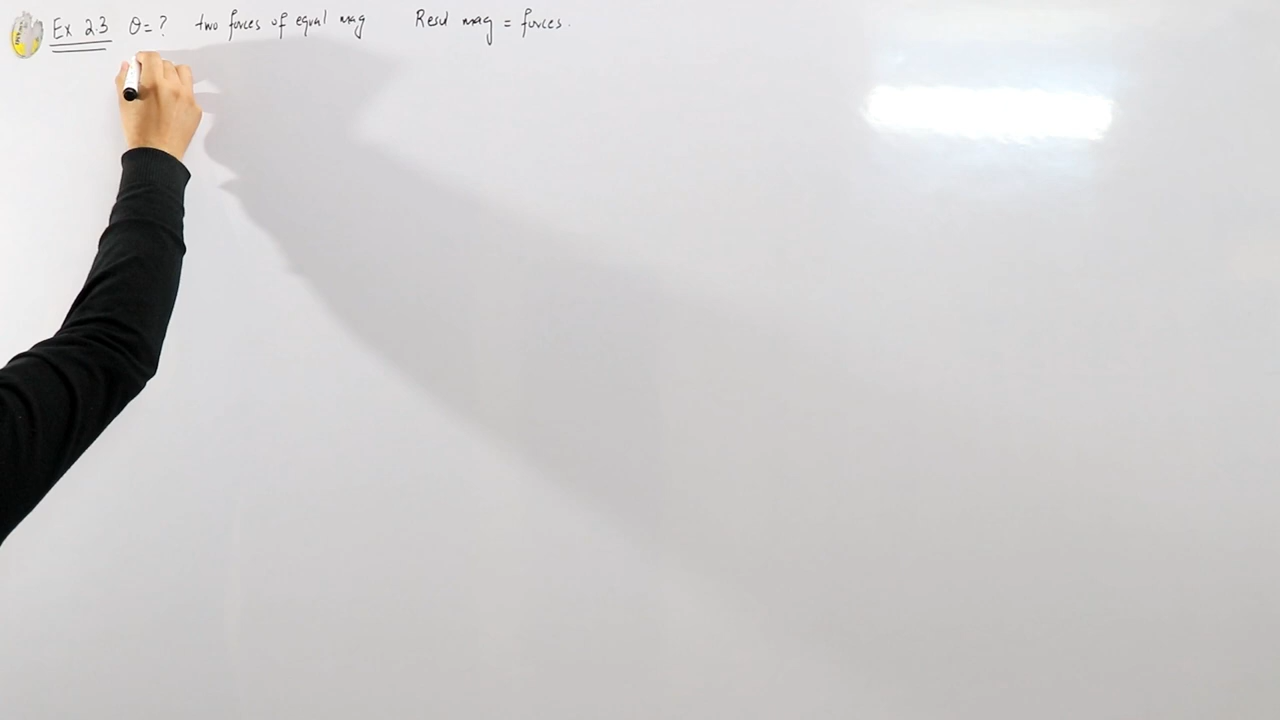 Ex 2.3 θ=? two forces of equal mag Resul mag = forces.